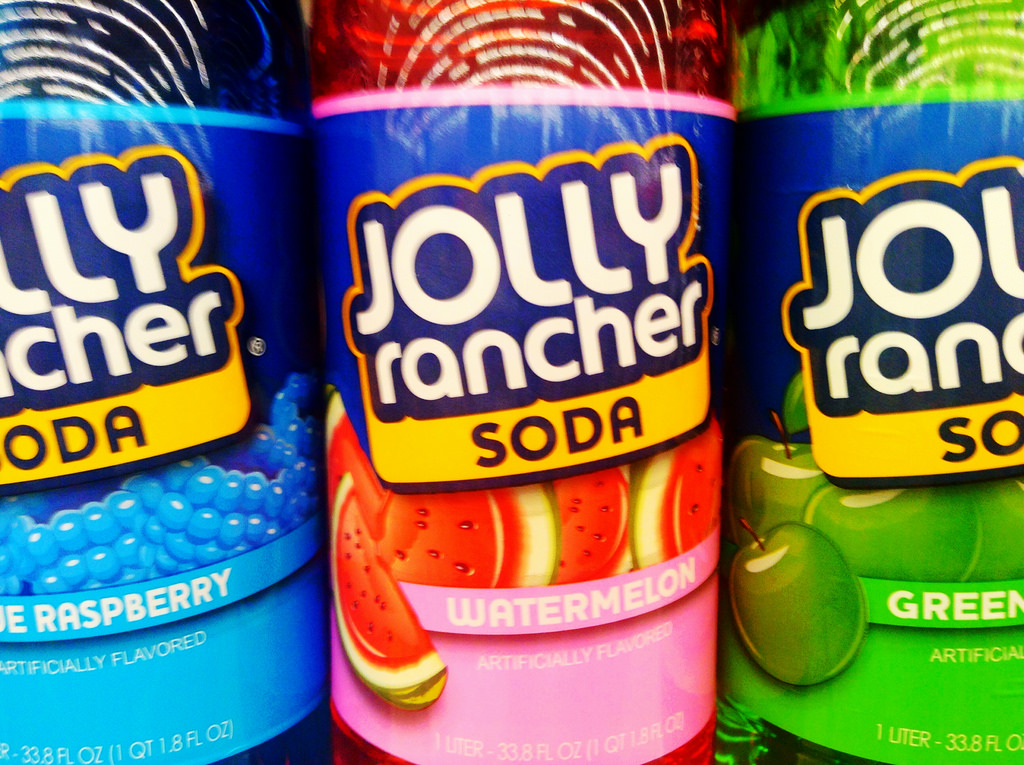 LLY
ncher
SODA
®
UE RASPBERRY
ARTIFICIALLY FLAVORED
R - 33.8 FL OZ (1 QT 1.8 FL OZ)
JOLLY
rancher
SODA
WATERMELON
ARTIFICIALLY FLAVORED
1 LITER - 33.8 FL OZ (1 QT 1.8 FL OZ)
JOL
ranc
SO
GREEN
ARTIFICIAL
1 LITER - 33.8 FL OZ